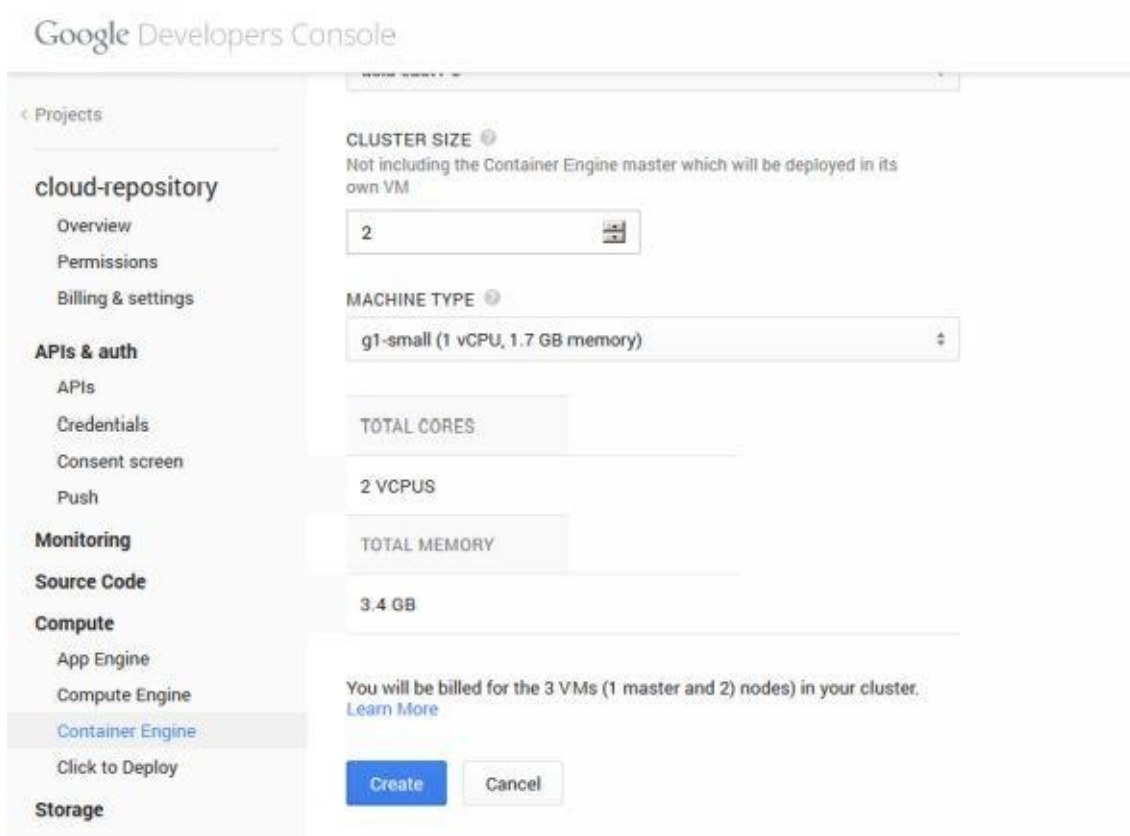 Google Developers Console
< Projects
cloud-repository
Overview
Permissions
Billing & settings
APIs & auth
APIs
Credentials
Consent screen
Push
Monitoring
Source Code
Compute
App Engine
Compute Engine
Container Engine
Click to Deploy
Storage
CLUSTER SIZE
Not including the Container Engine master which will be deployed in its
own VM
2
MACHINE TYPE
g1-small (1 vCPU, 1.7 GB memory)
TOTAL CORES
2 VCPUS
TOTAL MEMORY
3.4 GB
You will be billed for the 3 VMs (1 master and 2) nodes) in your cluster.
Learn More
Create
Cancel